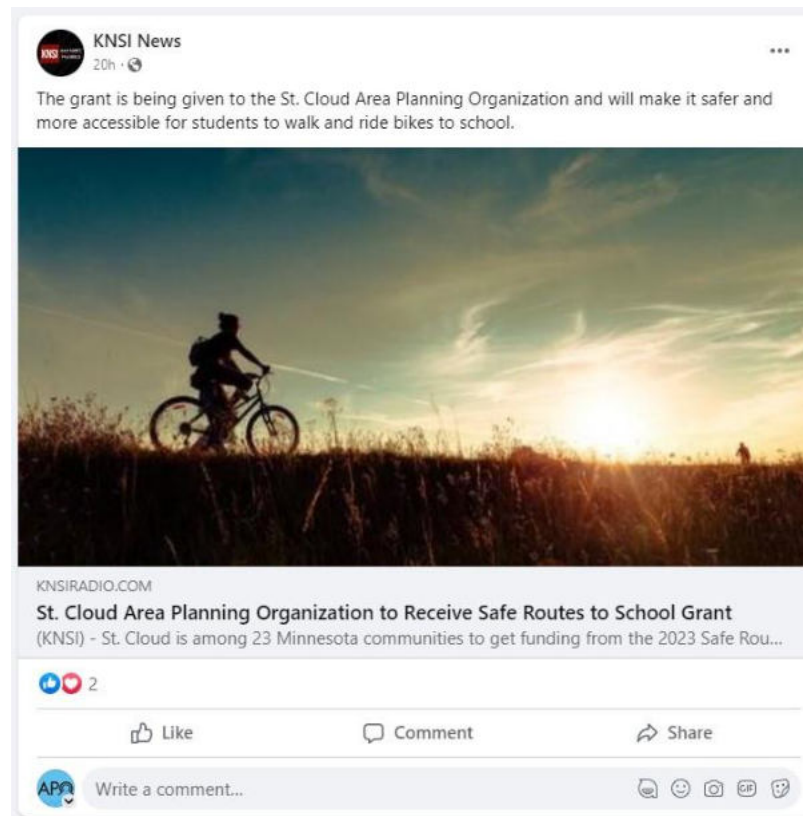 KNSI News
20h
The grant is being given to the St. Cloud Area Planning Organization and will make it safer and
more accessible for students to walk and ride bikes to school.
KNSIRADIO.COM
St. Cloud Area Planning Organization to Receive Safe Routes to School Grant
(KNSI) - St. Cloud is among 23 Minnesota communities to get funding from the 2023 Safe Rou...
2
Like
Comment
Share
APO
Write a comment...
GIF